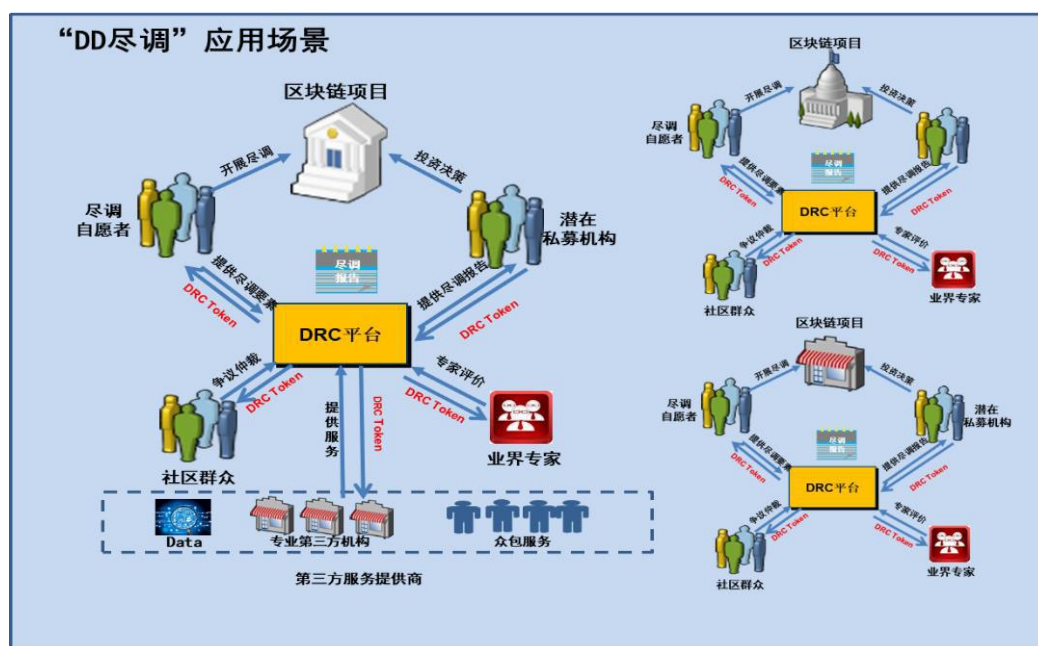 “DD尽调”应用场景
区块链项目
开展尽调
投资决策
尽调
自愿者
潜在
私募机构
尽调
报告
提供尽调要素
DRC Token
提供尽调报告
DRC Token
DRC平台
争议仲裁
DRC Token
提供服务
DRC Token
专家评价
DRC Token
社区群众
业界专家
Data
专业第三方机构
众包服务
第三方服务提供商
区块链项目
开展尽调
投资决策
尽调
自愿者
尽调
报告
提供尽调要素
DRC Token
提供尽调报告
DRC Token
DRC平台
争议仲裁
DRC Token
专家评价
DRC Token
社区群众
业界专家
区块链项目
开展尽调
投资决策
尽调
自愿者
潜在
私募机构
尽调
报告
提供尽调要素
DRC Token
提供尽调报告
DRC Token
DRC平台
争议仲裁
DRC Token
专家评价
DRC Token
社区群众
业界专家